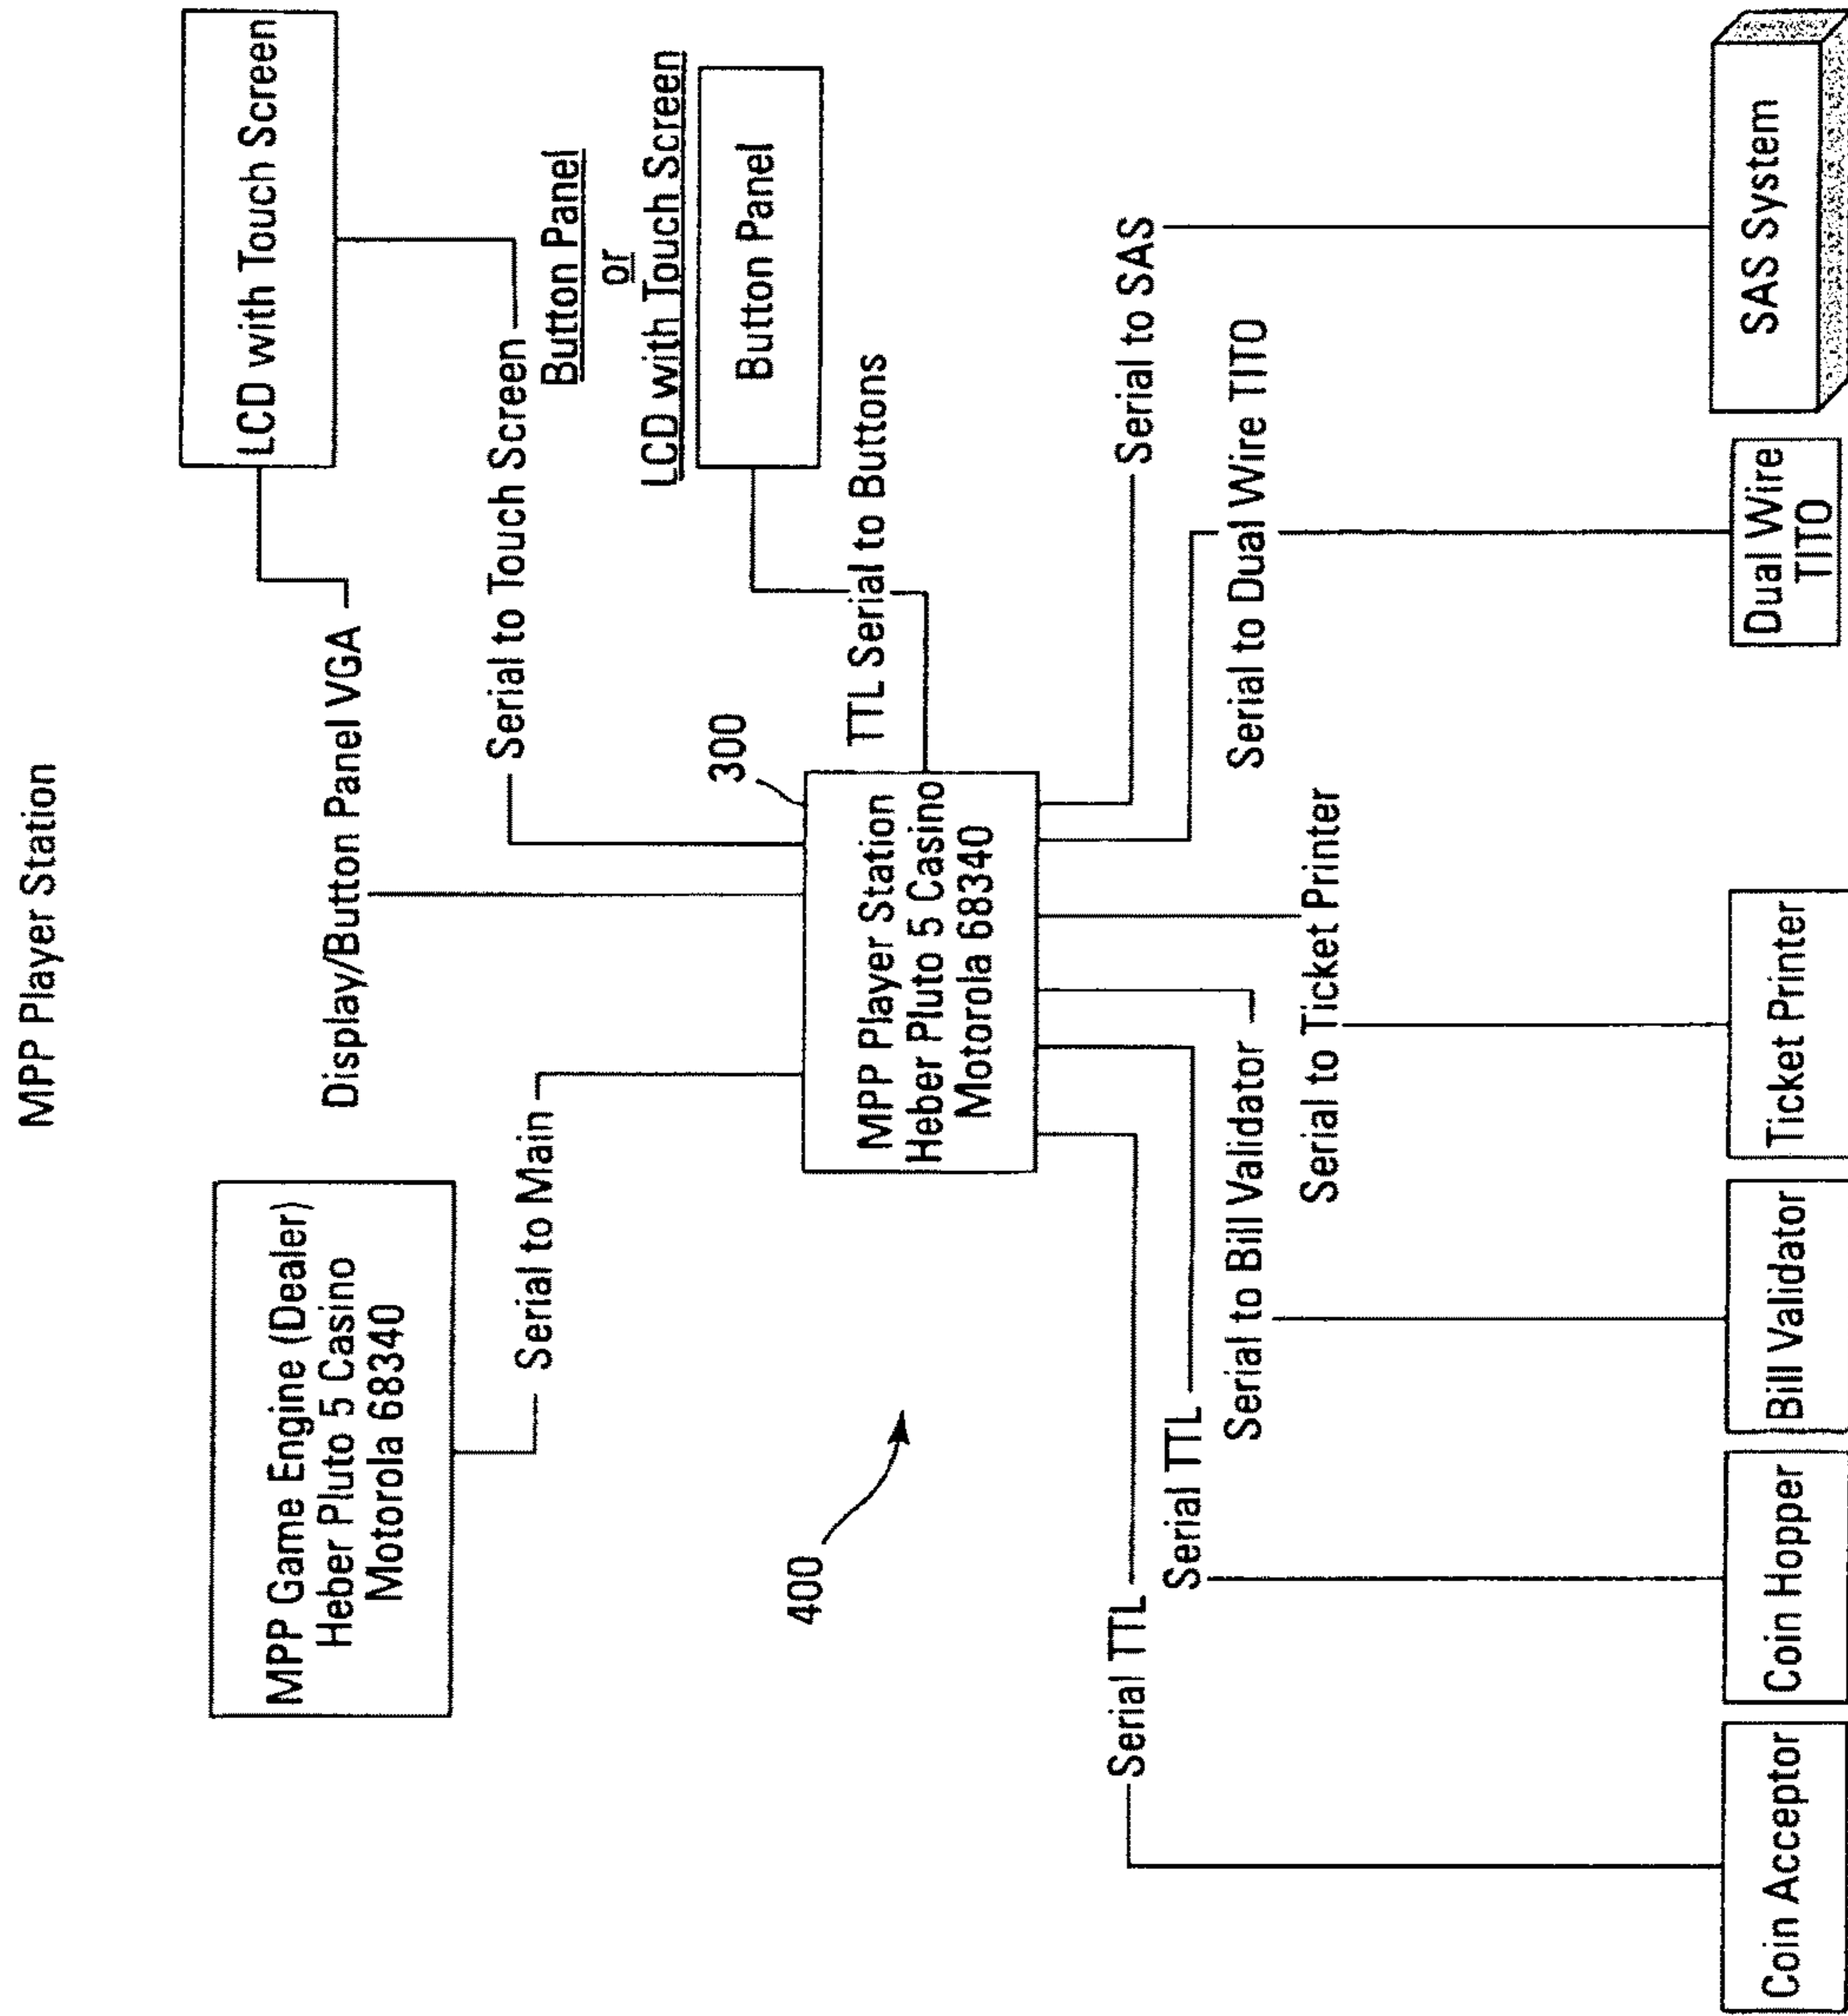 MPP Player Station
MPP Game Engine (Dealer)
Heber Pluto 5 Casino
Motorola 68340
LCD with Touch Screen
Display/Button Panel VGA
Serial to Main
Serial to Touch Screen
Button Panel
or
LCD with Touch Screen
Button Panel
300
MPP Player Station
Heber Pluto 5 Casino
Motorola 68340
TTL Serial to Buttons
400
Serial TTL
Serial TTL
Serial to Bill Validator
Serial to Ticket Printer
Serial to Dual Wire TITO
Serial to SAS
Coin Acceptor
Coin Hopper
Bill Validator
Ticket Printer
Dual Wire
TITO
SAS System